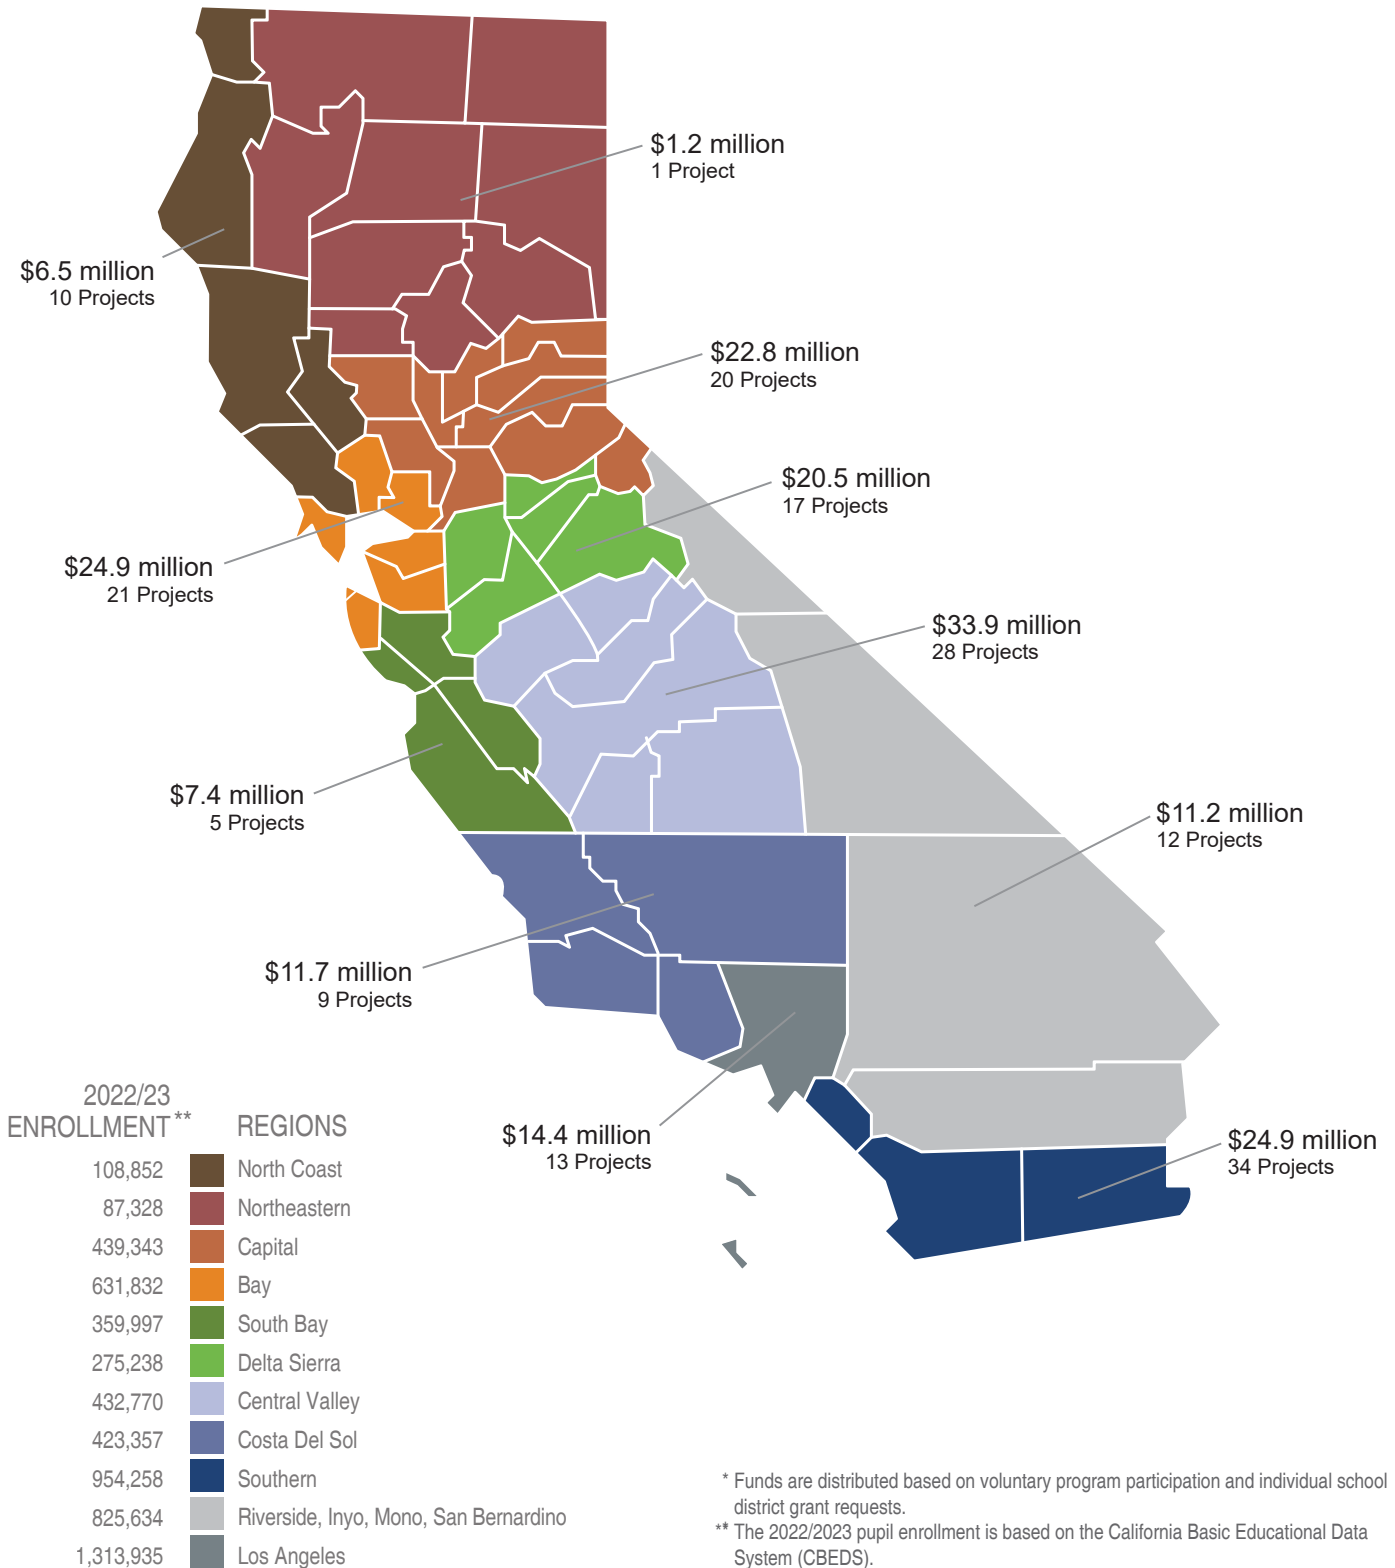 $1.2 million
1 Project
$6.5 million
10 Projects
$22.8 million
20 Projects
$20.5 million
17 Projects
$24.9 million
21 Projects
$33.9 million
28 Projects
$7.4 million
5 Projects
$11.2 million
12 Projects
$11.7 million
9 Projects
$14.4 million
13 Projects
$24.9 million
34 Projects
2022/23
ENROLLMENT ** REGIONS
108,852 North Coast
87,328 Northeastern
439,343 Capital
631,832 Bay
359,997 South Bay
275,238 Delta Sierra
432,770 Central Valley
423,357 Costa Del Sol
954,258 Southern
825,634 Riverside, Inyo, Mono, San Bernardino
1,313,935 Los Angeles
* Funds are distributed based on voluntary program participation and individual school
district grant requests.
** The 2022/2023 pupil enrollment is based on the California Basic Educational Data
System (CBEDS).